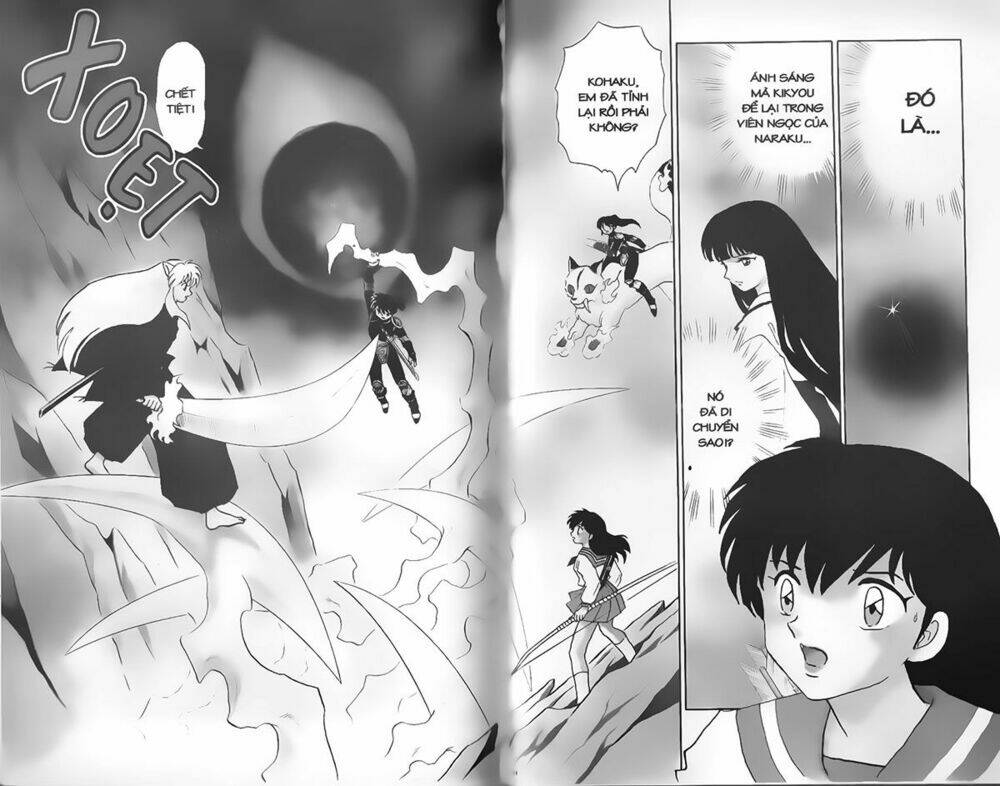 ĐÓ
LÀ...
ÁNH SÁNG
MÀ KIKYOU
ĐỂ LẠI TRONG
VIÊN NGỌC CỦA
NARAKU...
NÓ
ĐÃ DI
CHUYỂN
SAO!?
KOHAKU,
EM ĐÃ TỈNH
LẠI RỒI PHẢI
KHÔNG?
CHẾT
TIỆT!
XOẸT